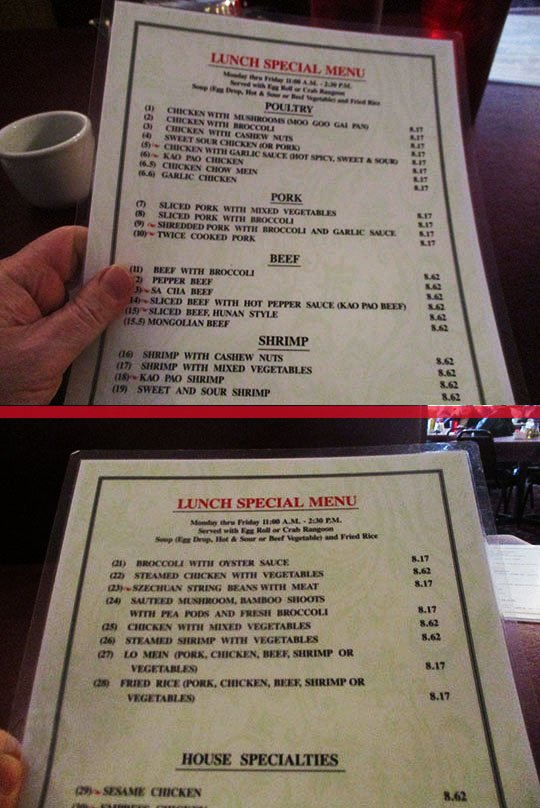 LUNCH SPECIAL MENU
Monday thru Friday 11:00 A.M. - 2:30 P.M.
Served with Egg Roll or Crab Rangoon
Soup (Egg Drop, Hot & Sour or Beef Vegetable) and Fried Rice
POULTRY
(1) CHICKEN WITH MUSHROOMS (MOO GOO GAI PAN) 8.17
(2) CHICKEN WITH BROCCOLI 8.17
(3) CHICKEN WITH CASHEW NUTS 8.17
(4) SWEET SOUR CHICKEN (OR PORK) 8.17
(5) CHICKEN WITH GARLIC SAUCE (HOT SPICY, SWEET & SOUR) 8.17
(6) KAO PAO CHICKEN 8.17
(6.5) CHICKEN CHOW MEIN 8.17
(6.6) GARLIC CHICKEN 8.17
PORK
(7) SLICED PORK WITH MIXED VEGETABLES 8.17
(8) SLICED PORK WITH BROCCOLI 8.17
(9) SHREDDED PORK WITH BROCCOLI AND GARLIC SAUCE 8.17
(10) TWICE COOKED PORK 8.17
BEEF
(11) BEEF WITH BROCCOLI 8.62
2) PEPPER BEEF 8.62
3) SA CHA BEEF 8.62
14) SLICED BEEF WITH HOT PEPPER SAUCE (KAO PAO BEEF) 8.62
(15) SLICED BEEF, HUNAN STYLE 8.62
(15.5) MONGOLIAN BEEF 8.62
SHRIMP
(16) SHRIMP WITH CASHEW NUTS 8.62
(17) SHRIMP WITH MIXED VEGETABLES 8.62
(18) KAO PAO SHRIMP 8.62
(19) SWEET AND SOUR SHRIMP 8.62
LUNCH SPECIAL MENU
Monday thru Friday 11:00 A.M. - 2:30 P.M.
Served with Egg Roll or Crab Rangoon
Soup (Egg Drop, Hot & Sour or Beef Vegetable) and Fried Rice
(21) BROCCOLI WITH OYSTER SAUCE 8.17
(22) STEAMED CHICKEN WITH VEGETABLES 8.62
(23) SZECHUAN STRING BEANS WITH MEAT 8.17
(24) SAUTEED MUSHROOM, BAMBOO SHOOTS
WITH PEA PODS AND FRESH BROCCOLI 8.17
(25) CHICKEN WITH MIXED VEGETABLES 8.62
(26) STEAMED SHRIMP WITH VEGETABLES 8.62
(27) LO MEIN (PORK, CHICKEN, BEEF, SHRIMP OR
VEGETABLES) 8.17
(28) FRIED RICE (PORK, CHICKEN, BEEF, SHRIMP OR
VEGETABLES) 8.17
HOUSE SPECIALTIES
(29) SESAME CHICKEN 8.62